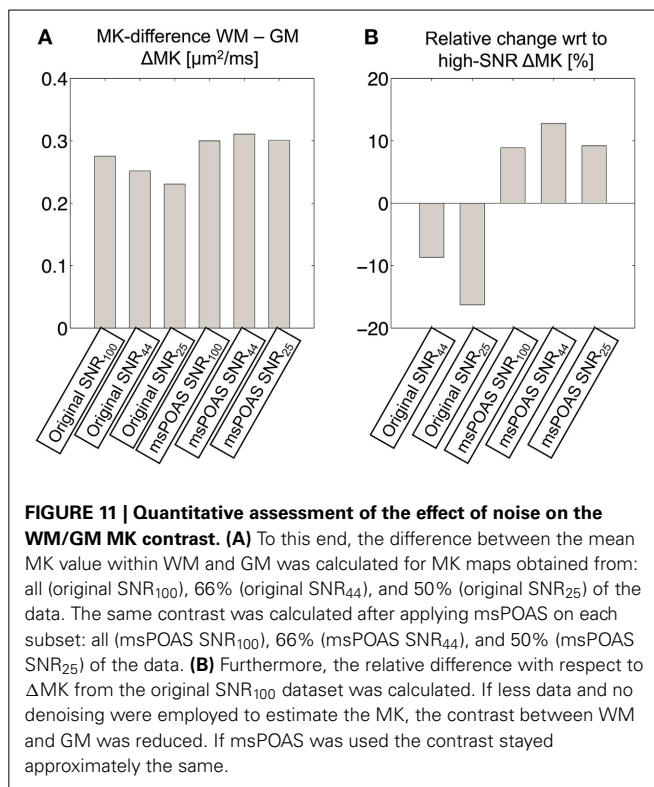 A
MK-difference WM – GM
ΔMK [µm²/ms]
0.4
0.3
0.2
0.1
0
Original SNR₁₀₀
Original SNR₄₄
Original SNR₂₅
msPOAS SNR₁₀₀
msPOAS SNR₄₄
msPOAS SNR₂₅
B
Relative change wrt to
high-SNR ΔMK [%]
20
10
0
−10
−20
Original SNR₄₄
Original SNR₂₅
msPOAS SNR₁₀₀
msPOAS SNR₄₄
msPOAS SNR₂₅
FIGURE 11 | Quantitative assessment of the effect of noise on the
WM/GM MK contrast. (A) To this end, the difference between the mean
MK value within WM and GM was calculated for MK maps obtained from:
all (original SNR₁₀₀), 66% (original SNR₄₄), and 50% (original SNR₂₅) of the
data. The same contrast was calculated after applying msPOAS on each
subset: all (msPOAS SNR₁₀₀), 66% (msPOAS SNR₄₄), and 50% (msPOAS
SNR₂₅) of the data. (B) Furthermore, the relative difference with respect to
ΔMK from the original SNR₁₀₀ dataset was calculated. If less data and no
denoising were employed to estimate the MK, the contrast between WM
and GM was reduced. If msPOAS was used the contrast stayed
approximately the same.